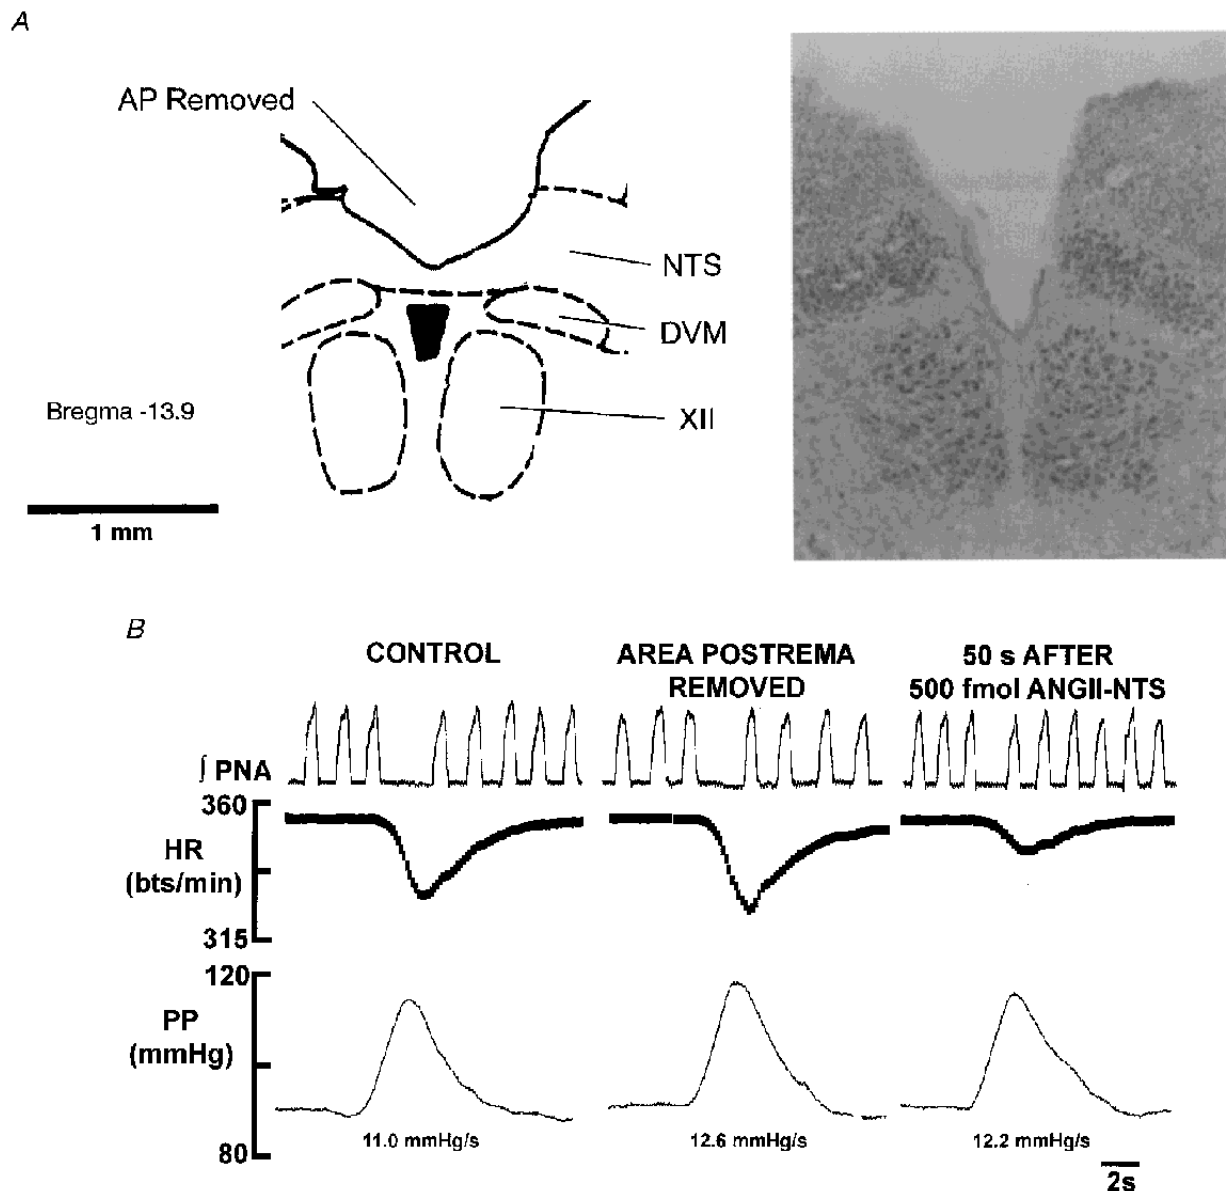 A
AP Removed
NTS
DVM
XII
Bregma -13.9
1 mm
B
CONTROL
AREA POSTREMA
REMOVED
50 s AFTER
500 fmol ANGII-NTS
∫ PNA
360
HR
(bts/min)
315
120
PP
(mmHg)
80
11.0 mmHg/s
12.6 mmHg/s
12.2 mmHg/s
2s